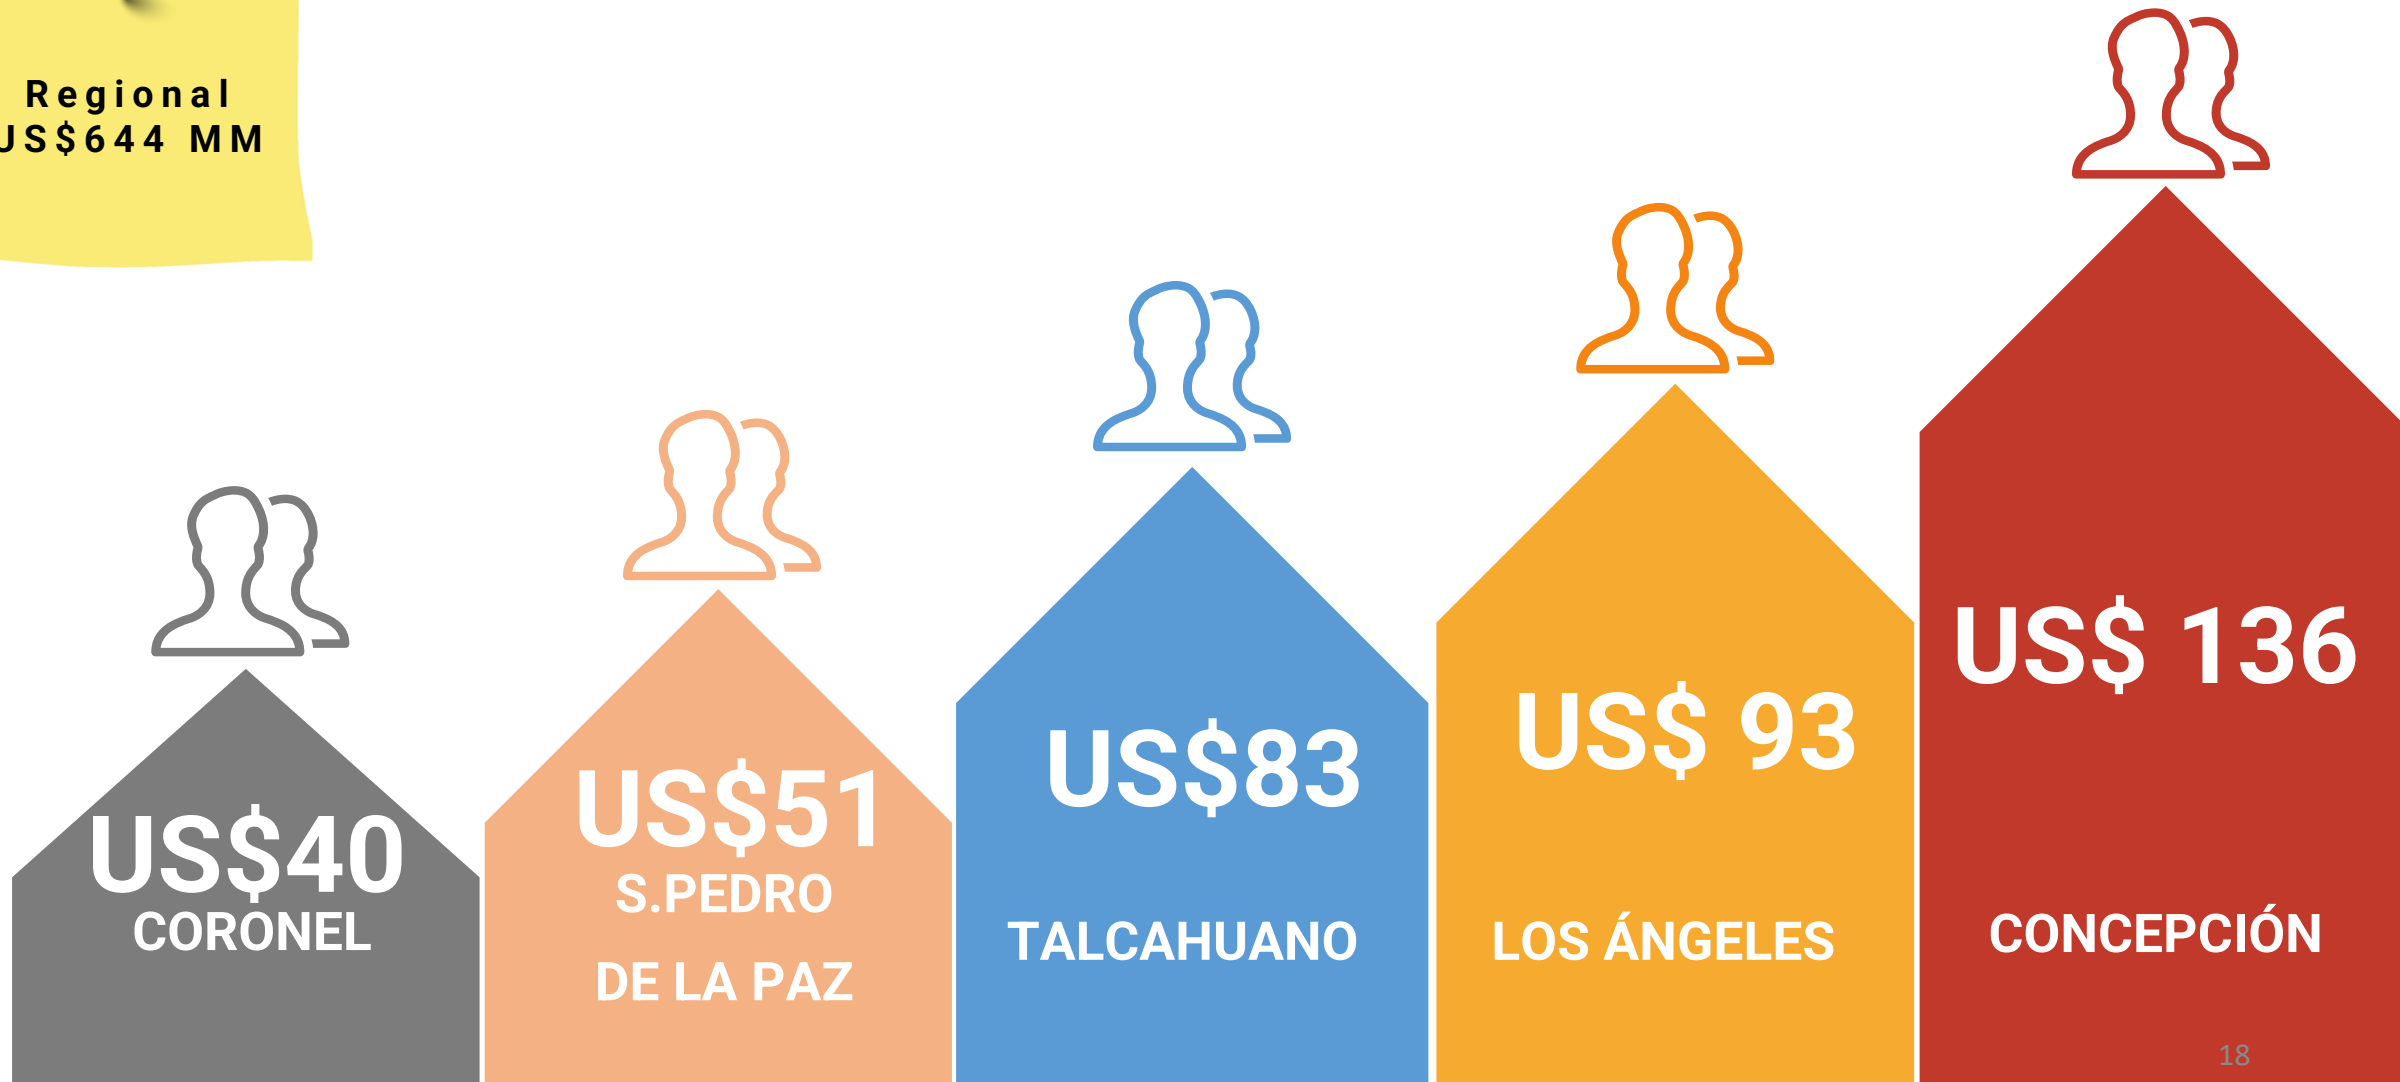 Regional
US$644 MM
US$40
CORONEL
US$51
S.PEDRO
DE LA PAZ
US$83
TALCAHUANO
US$ 93
LOS ÁNGELES
US$ 136
CONCEPCIÓN
18